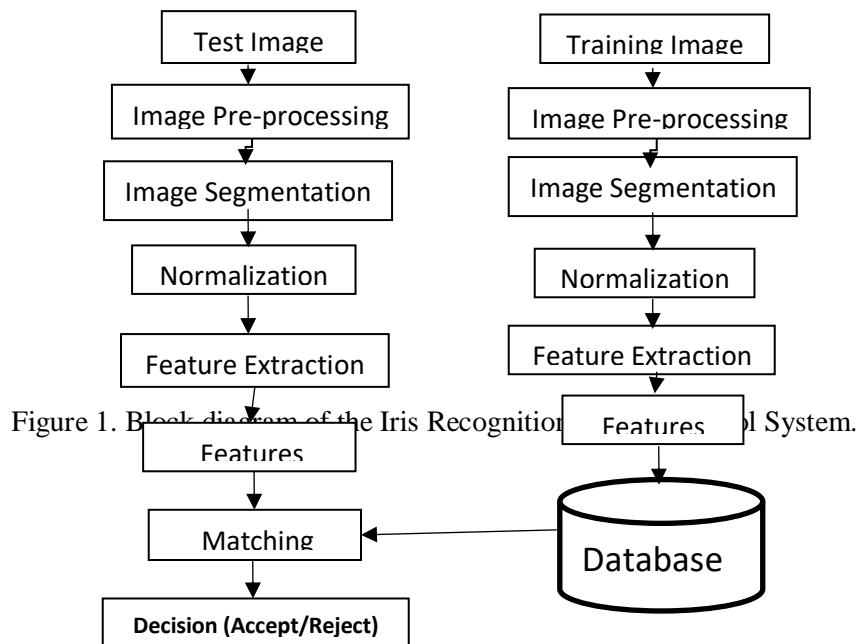 Test Image
Image Pre-processing
Image Segmentation
Normalization
Feature Extraction
Features
Matching
Decision (Accept/Reject)
Training Image
Image Pre-processing
Image Segmentation
Normalization
Feature Extraction
Features
Database
Figure 1. Block diagram of the Iris Recognition ol System.